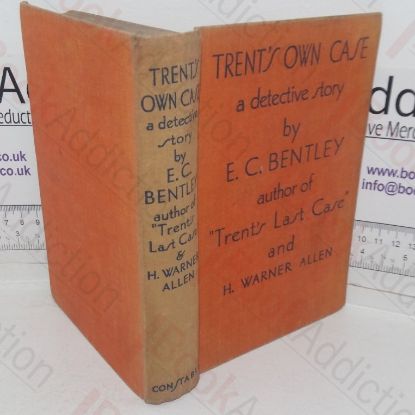 TRENT'S
OWN CASE
a detective
story
by
E. C.
BENTLEY
author of
"Trent's
Last Case"
&
H. WARNER
ALLEN
CONSTABLE
TRENT'S OWN CASE
a detective story
by
E. C. BENTLEY
author of
"Trent's Last Case"
and
H. WARNER ALLEN